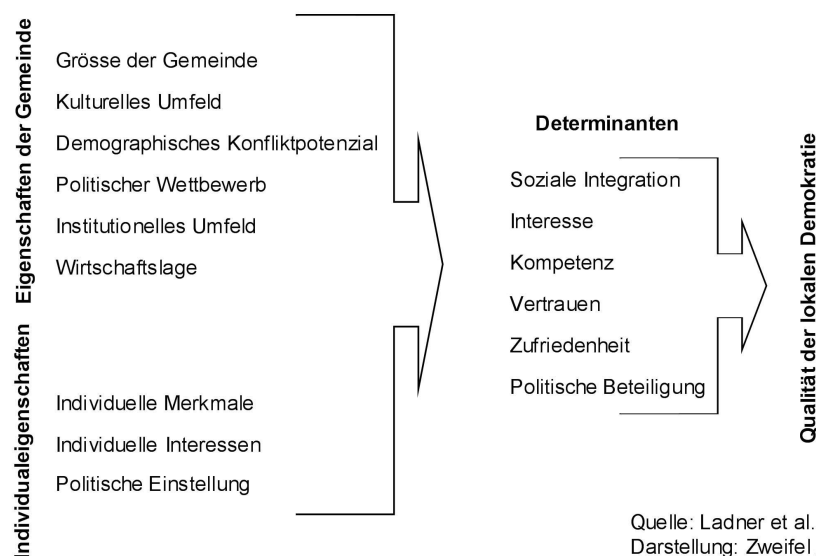 Eigenschaften der Gemeinde
Grösse der Gemeinde
Kulturelles Umfeld
Demographisches Konfliktpotenzial
Politischer Wettbewerb
Institutionelles Umfeld
Wirtschaftslage
Individualeigenschaften
Individuelle Merkmale
Individuelle Interessen
Politische Einstellung
Determinanten
Soziale Integration
Interesse
Kompetenz
Vertrauen
Zufriedenheit
Politische Beteiligung
Qualität der lokalen Demokratie
Quelle: Ladner et al.
Darstellung: Zweifel